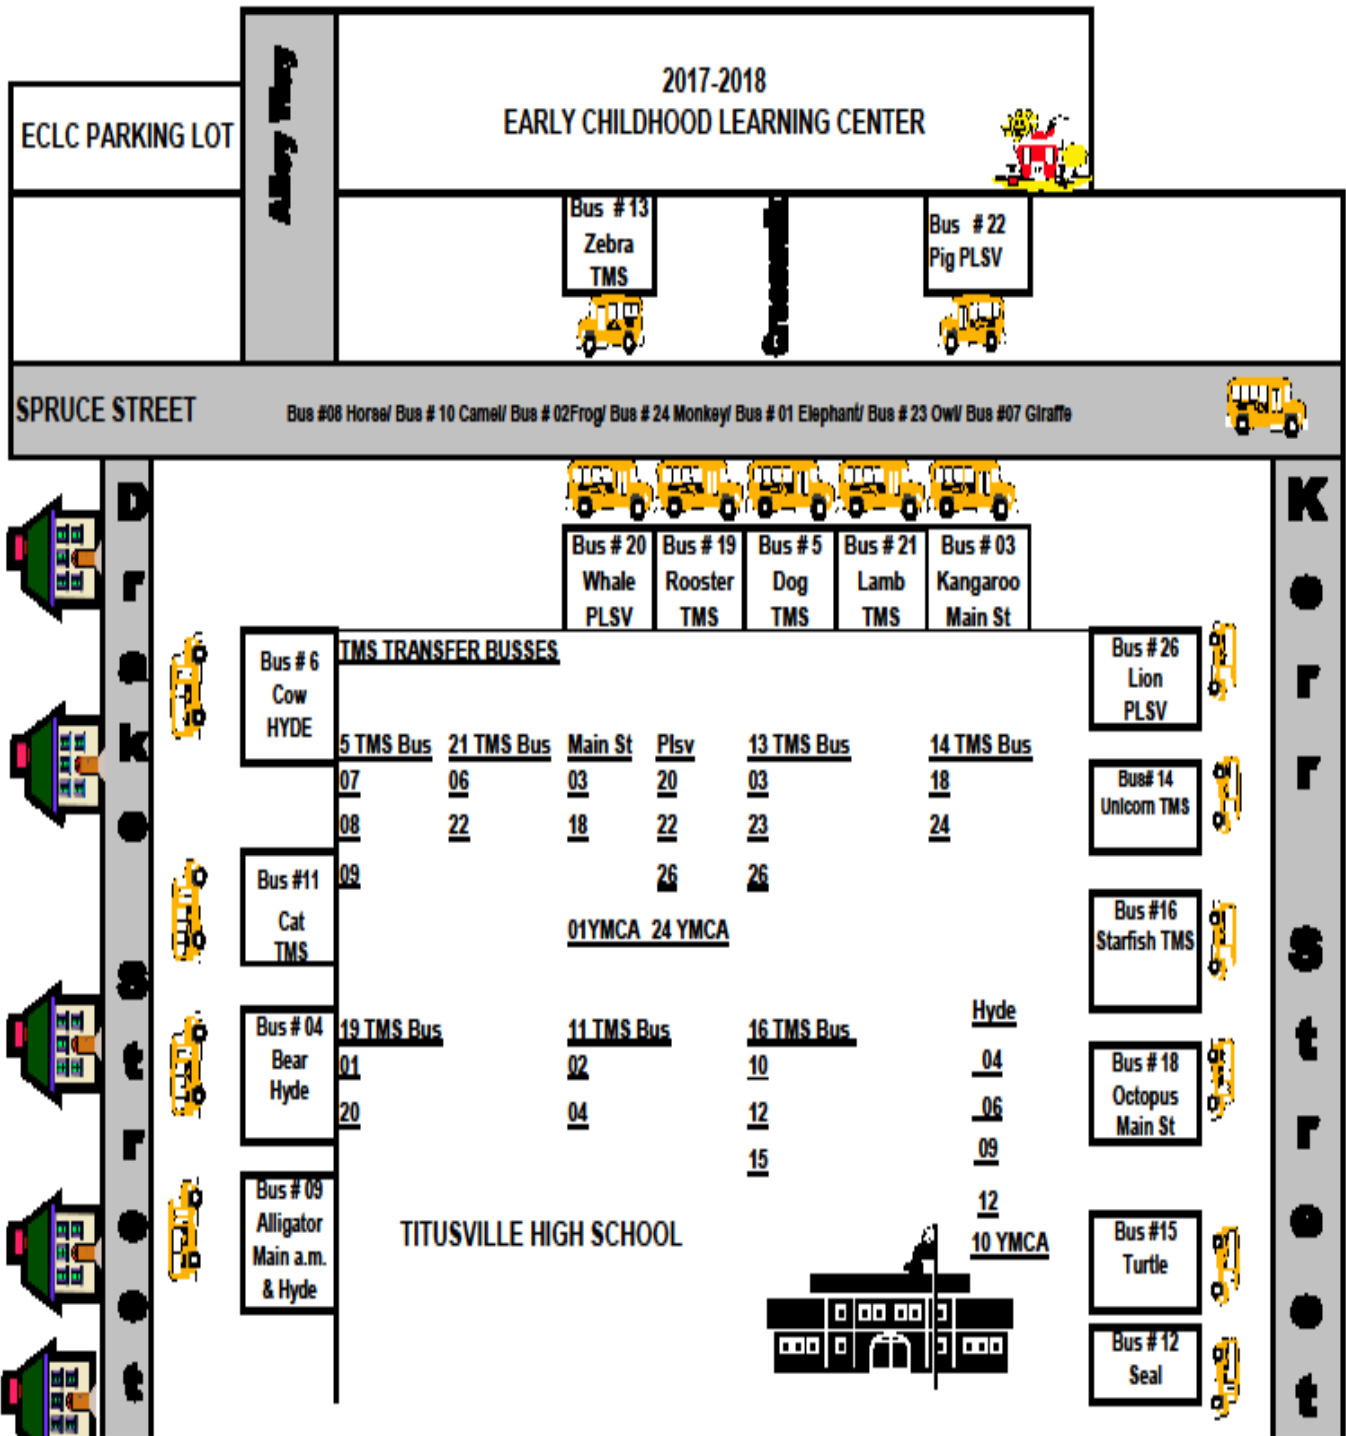 2017-2018
EARLY CHILDHOOD LEARNING CENTER
ECLC PARKING LOT
Alley Way
Bus # 13
Zebra
TMS
Bus # 22
Pig PLSV
SPRUCE STREET
Bus #08 Horse/ Bus # 10 Camel/ Bus # 02Frog/ Bus # 24 Monkey/ Bus # 01 Elephant/ Bus # 23 Owl/ Bus #07 Giraffe
Drake Street
Korr Street
Bus # 20
Whale
PLSV
Bus # 19
Rooster
TMS
Bus # 5
Dog
TMS
Bus # 21
Lamb
TMS
Bus # 03
Kangaroo
Main St
Bus # 6
Cow
HYDE
Bus #11
Cat
TMS
Bus # 04
Bear
Hyde
Bus # 09
Alligator
Main a.m.
& Hyde
TMS TRANSFER BUSSES
5 TMS Bus
07
08
09
21 TMS Bus
06
22
Main St
03
18
Plsv
20
22
26
13 TMS Bus
03
23
26
14 TMS Bus
18
24
01YMCA 24 YMCA
19 TMS Bus
01
20
11 TMS Bus
02
04
16 TMS Bus
10
12
15
Hyde
04
06
09
12
10 YMCA
TITUSVILLE HIGH SCHOOL
Bus # 26
Lion
PLSV
Bus# 14
Unicorn TMS
Bus #16
Starfish TMS
Bus # 18
Octopus
Main St
Bus #15
Turtle
Bus # 12
Seal